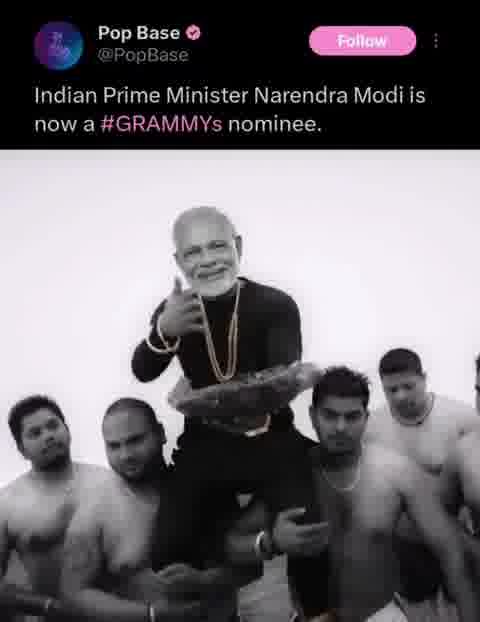 Pop Base
@PopBase
Follow
Indian Prime Minister Narendra Modi is
now a #GRAMMYs nominee.